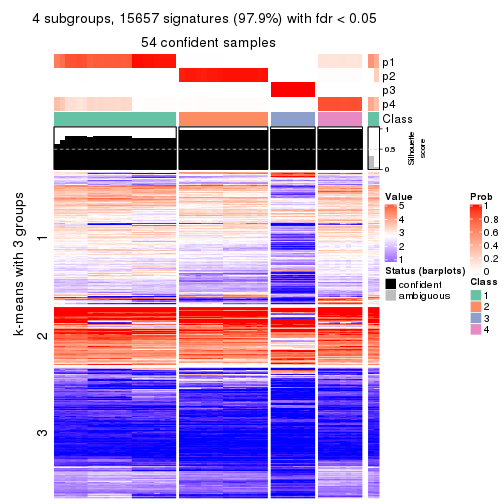 4 subgroups, 15657 signatures (97.9%) with fdr < 0.05
54 confident samples
p1
p2
p3
p4
Class
1
0.5
0
Silhouette
score
k-means with 3 groups
1
2
3
Value
5
4
3
2
1
Status (barplots)
confident
ambiguous
Prob
1
0.8
0.6
0.4
0.2
0
Class
1
2
3
4